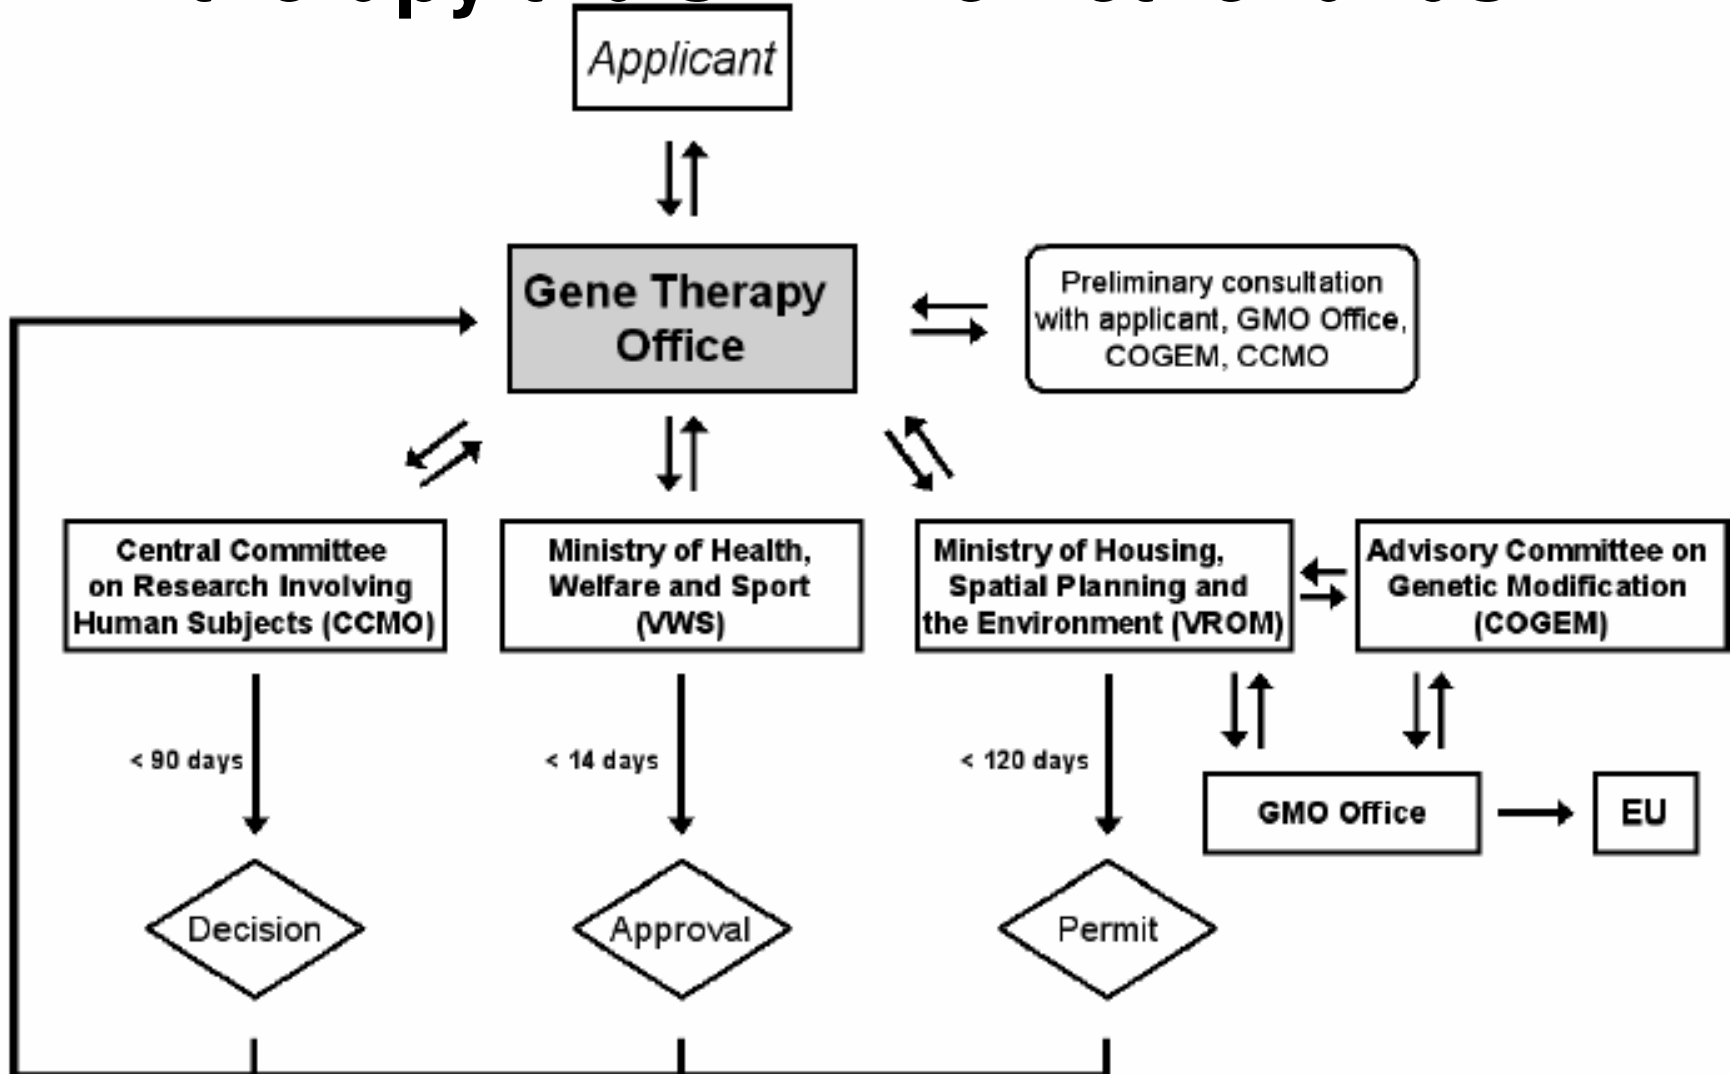 Applicant
Gene Therapy
Office
Preliminary consultation
with applicant, GMO Office,
COGEM, CCMO
Central Committee
on Research Involving
Human Subjects (CCMO)
Ministry of Health,
Welfare and Sport
(VWS)
Ministry of Housing,
Spatial Planning and
the Environment (VROM)
Advisory Committee on
Genetic Modification
(COGEM)
< 90 days
< 14 days
< 120 days
GMO Office
EU
Decision
Approval
Permit